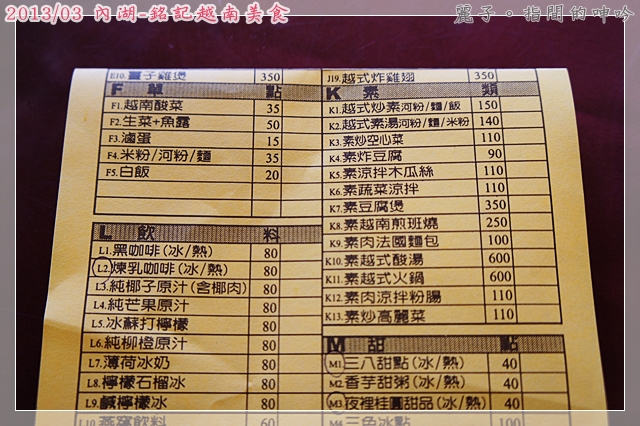 2013/03 內湖-銘記越南美食
麗子。指間的呻吟
E10.薑子雞煲 350
F 單 點
F1.越南酸菜 35
F2.生菜+魚露 50
F3.滷蛋 15
F4.米粉/河粉/麵 35
F5.白飯 20
L 飲 料
L1.黑咖啡(冰/熱) 80
L2.煉乳咖啡(冰/熱) 80
L3.純椰子原汁(含椰肉) 80
L4.純芒果原汁 80
L5.冰蘇打檸檬 80
L6.純柳橙原汁 80
L7.薄荷冰奶 80
L8.檸檬石榴冰 80
L9.鹹檸檬冰 80
L10.燕窩飲料 60
J19.越式炸雞翅 350
K 素 類
K1.越式炒素河粉/麵/飯 150
K2.越式素湯河粉/麵/米粉 140
K3.素炒空心菜 110
K4.素炸豆腐 90
K5.素涼拌木瓜絲 110
K6.素蔬菜涼拌 110
K7.素豆腐煲 350
K8.素越南煎班燒 250
K9.素肉法國麵包 100
K10.素越式酸湯 600
K11.素越式火鍋 600
K12.素肉涼拌粉腸 110
K13.素炒高麗菜 110
M 甜 點
M1.三八甜點(冰/熱) 40
M2.香芋甜粥(冰/熱) 40
M3.夜裡桂圓甜品(冰/熱) 40
M4.三色冰點 100